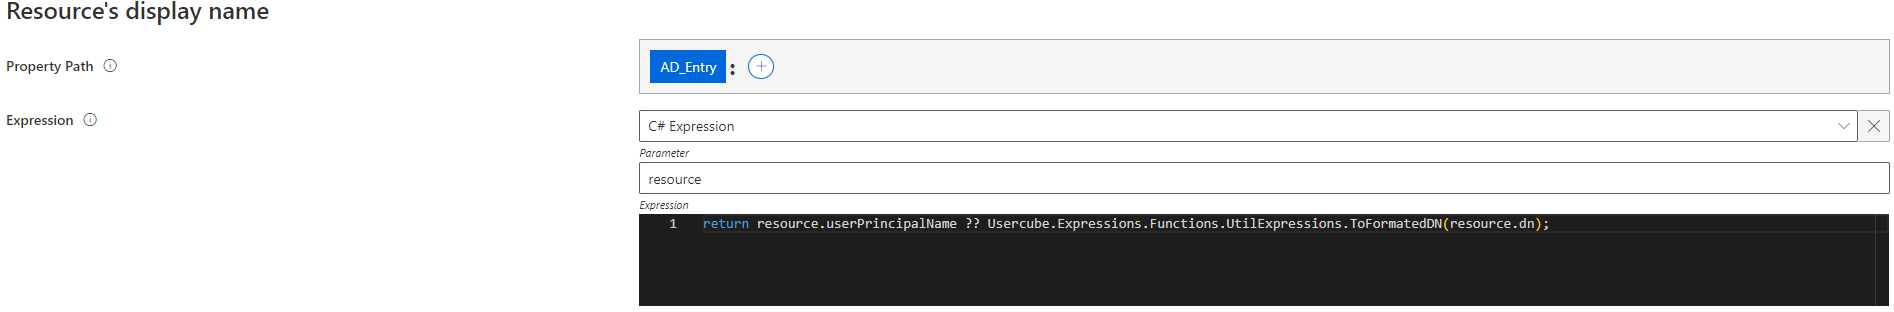 Resource's display name
Property Path
AD_Entry :
Expression
C# Expression
Parameter
resource
Expression
1 return resource.userPrincipalName ?? Usercube.Expressions.Functions.UtilExpressions.ToFormatedDN(resource.dn);